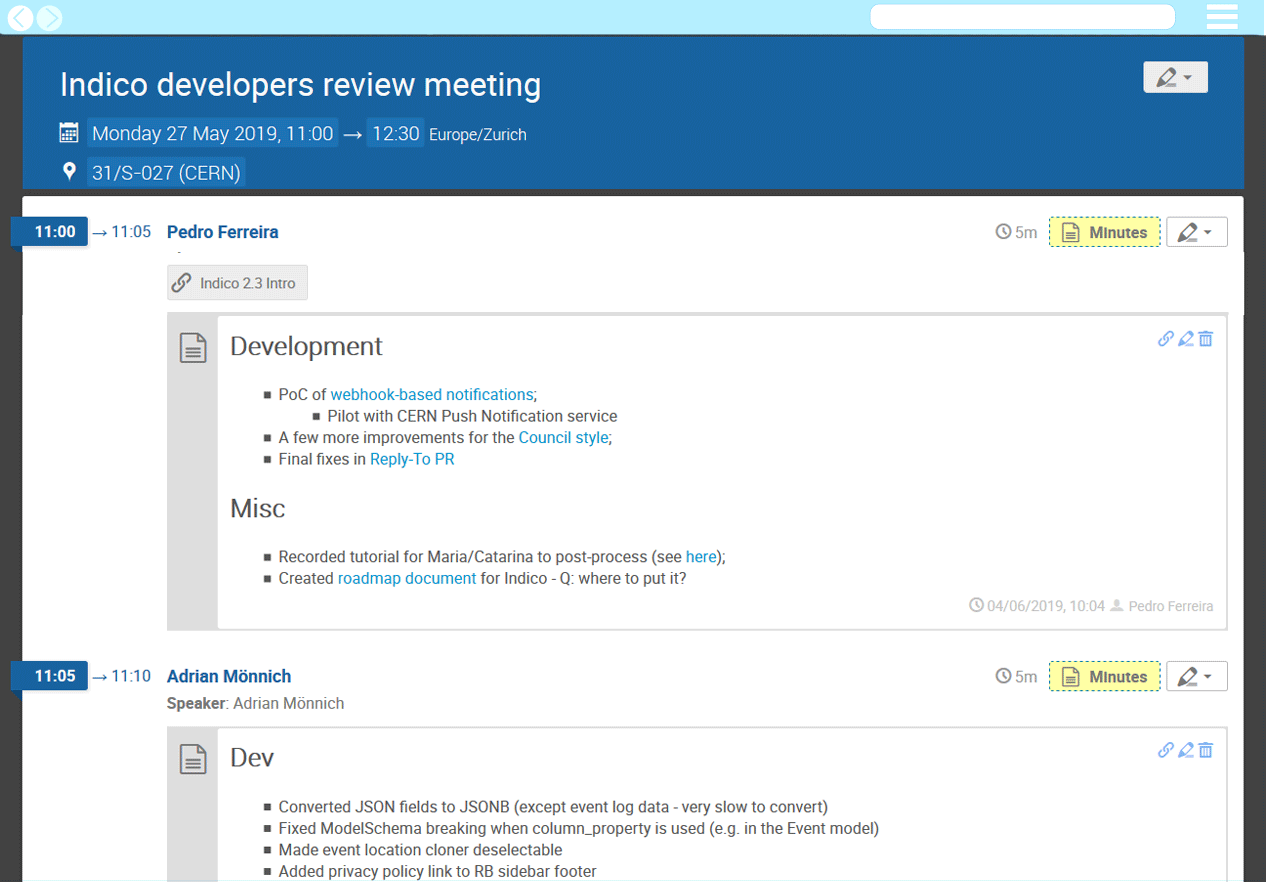 Indico developers review meeting
Monday 27 May 2019, 11:00 → 12:30 Europe/Zurich
31/S-027 (CERN)
11:00 → 11:05 Pedro Ferreira 5m Minutes
Indico 2.3 Intro
Development
PoC of webhook-based notifications;
Pilot with CERN Push Notification service
A few more improvements for the Council style;
Final fixes in Reply-To PR
Misc
Recorded tutorial for Maria/Catarina to post-process (see here);
Created roadmap document for Indico - Q: where to put it?
04/06/2019, 10:04 Pedro Ferreira
11:05 → 11:10 Adrian Mönnich 5m Minutes
Speaker: Adrian Mönnich
Dev
Converted JSON fields to JSONB (except event log data - very slow to convert)
Fixed ModelSchema breaking when column_property is used (e.g. in the Event model)
Made event location cloner deselectable
Added privacy policy link to RB sidebar footer